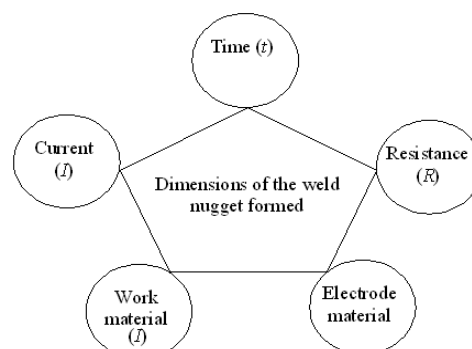 Time (t)
Current
(I)
Resistance
(R)
Dimensions of the weld
nugget formed
Work
material
(I)
Electrode
material